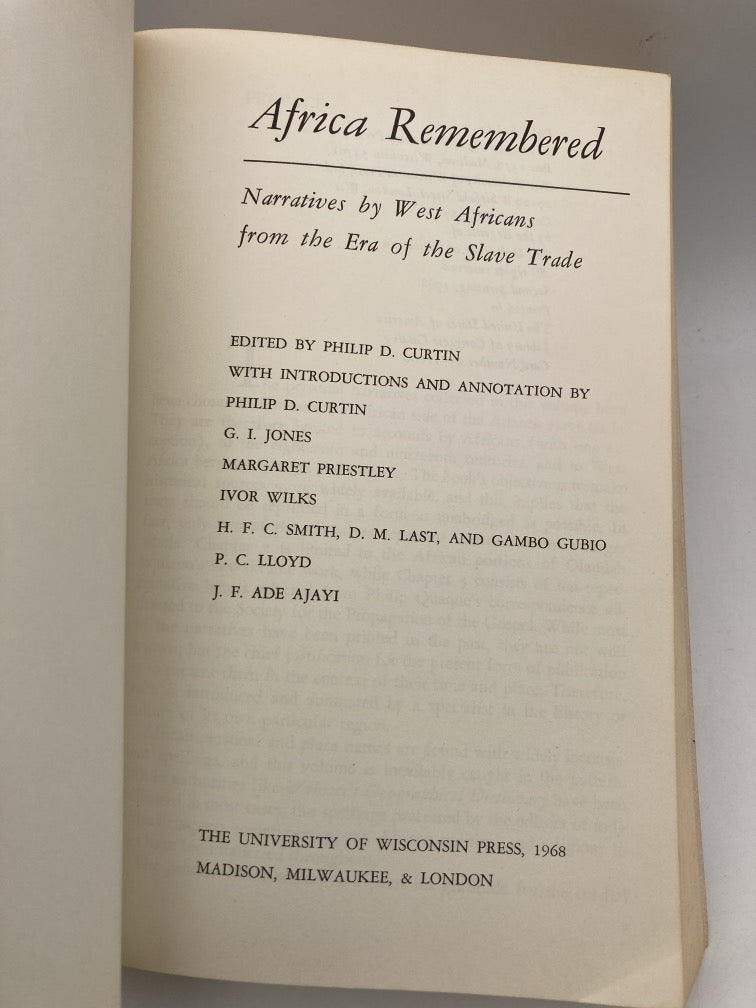 Africa Remembered
Narratives by West Africans
from the Era of the Slave Trade
EDITED BY PHILIP D. CURTIN
WITH INTRODUCTIONS AND ANNOTATION BY
PHILIP D. CURTIN
G. I. JONES
MARGARET PRIESTLEY
IVOR WILKS
H. F. C. SMITH, D. M. LAST, AND GAMBO GUBIO
P. C. LLOYD
J. F. ADE AJAYI
THE UNIVERSITY OF WISCONSIN PRESS, 1968
MADISON, MILWAUKEE, & LONDON